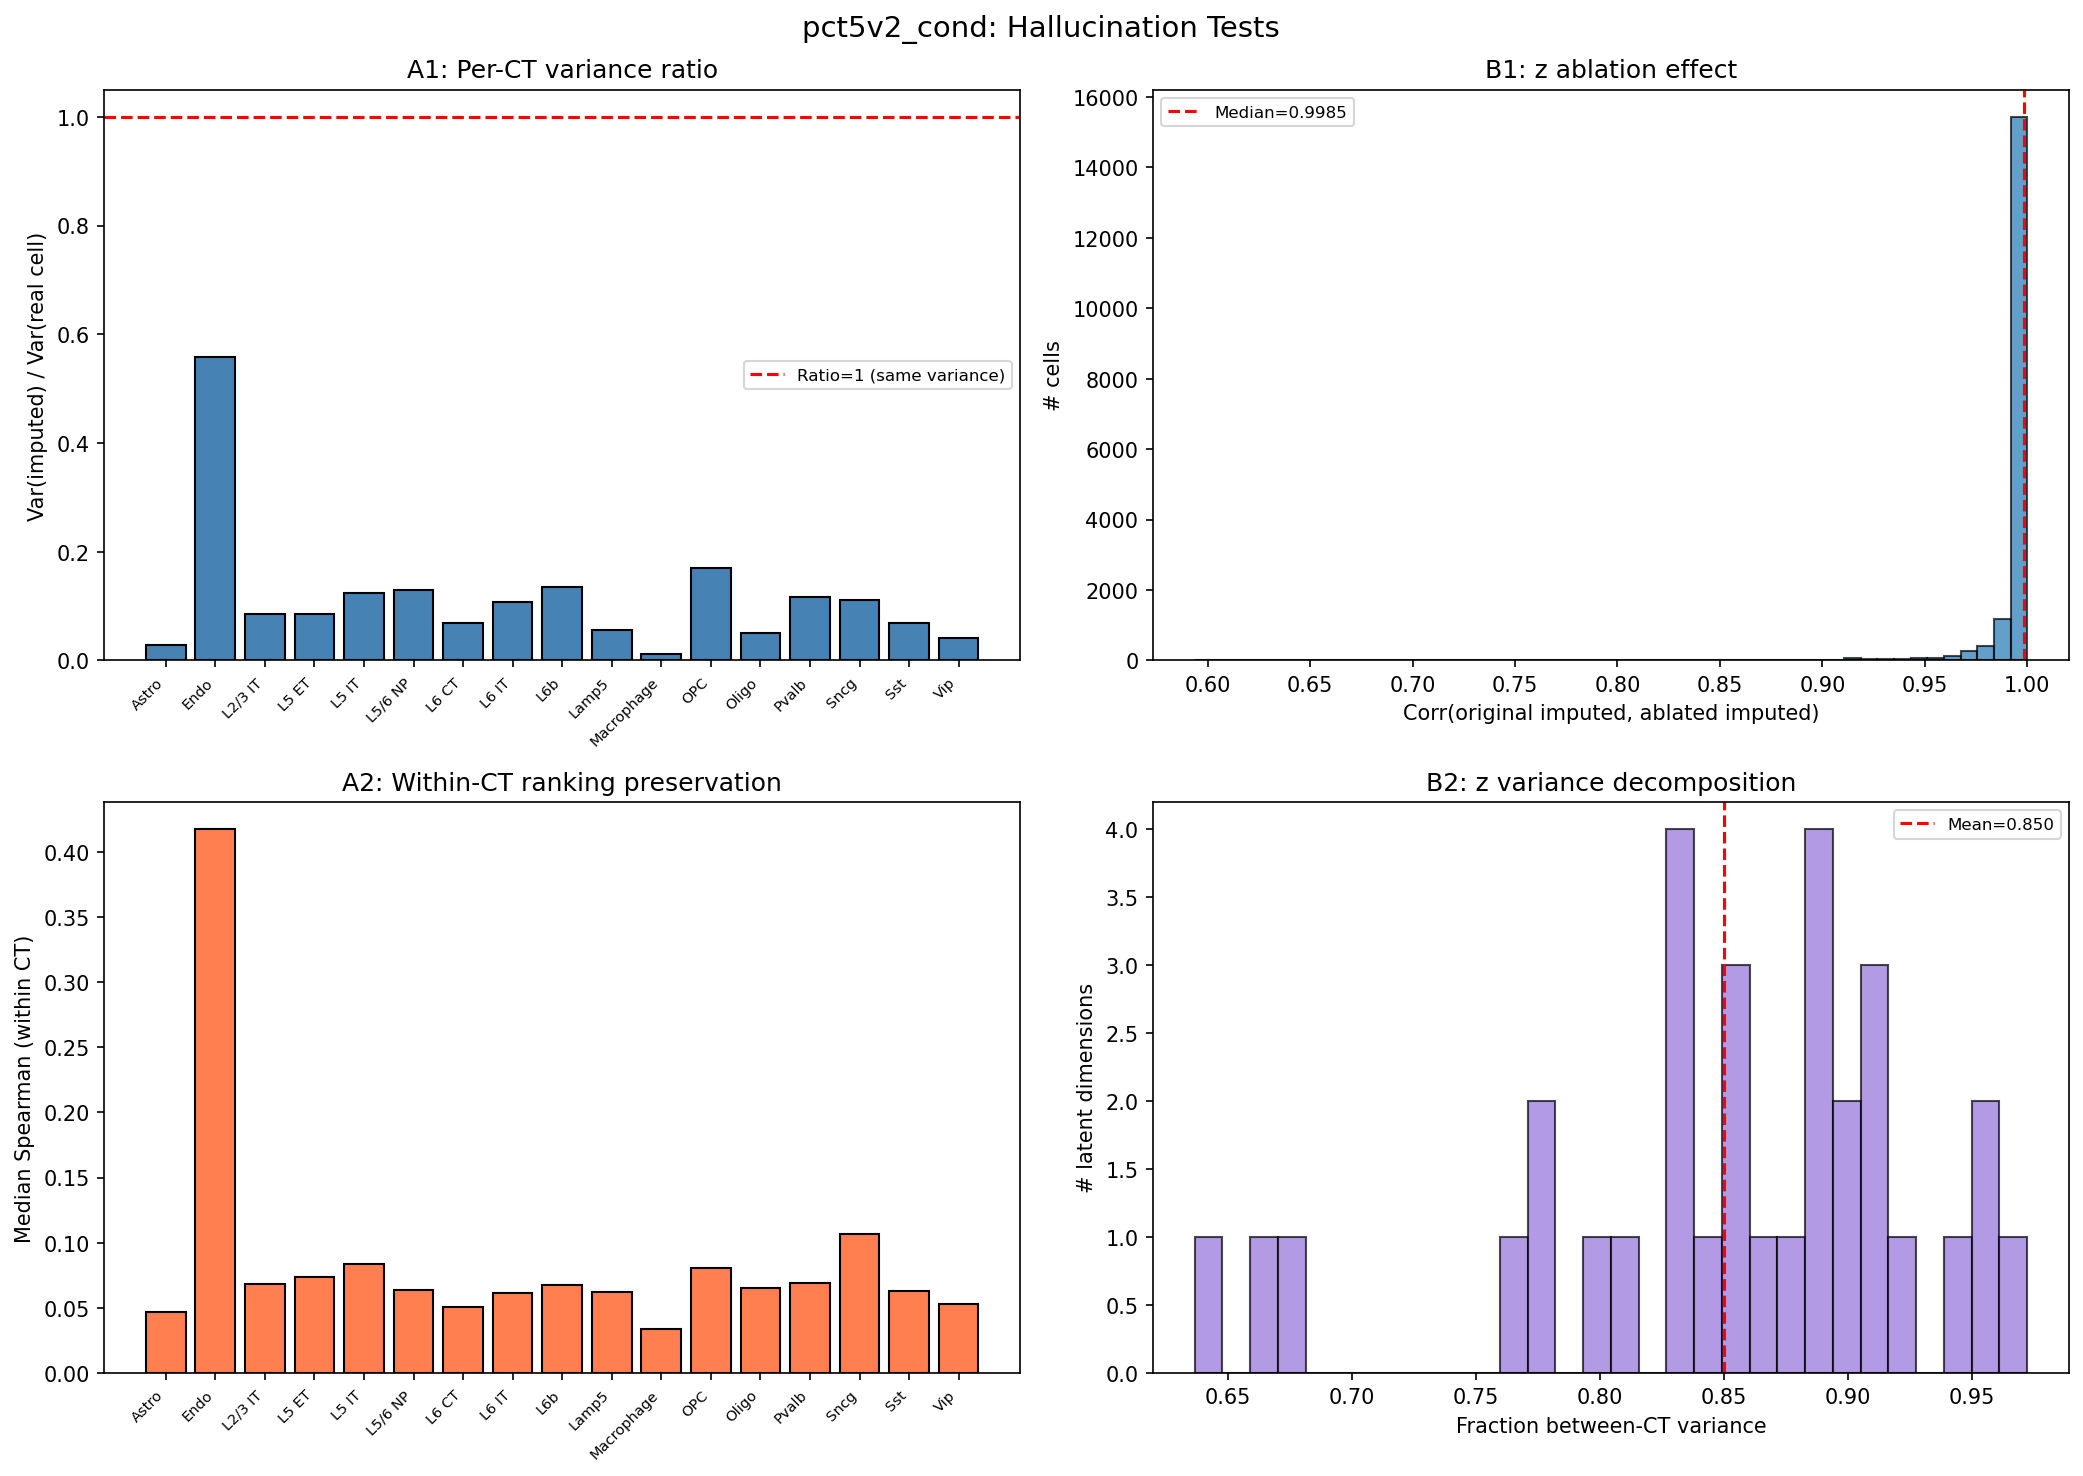 pct5v2_cond: Hallucination Tests
A1: Per-CT variance ratio
Var(imputed) / Var(real cell)
1.0
0.8
0.6
0.4
0.2
0.0
Ratio=1 (same variance)
Astro
Endo
L2/3 IT
L5 ET
L5 IT
L5/6 NP
L6 CT
L6 IT
L6b
Lamp5
Macrophage
OPC
Oligo
Pvalb
Sncg
Sst
Vip
B1: z ablation effect
# cells
16000
14000
12000
10000
8000
6000
4000
2000
0
Median=0.9985
0.60 0.65 0.70 0.75 0.80 0.85 0.90 0.95 1.00
Corr(original imputed, ablated imputed)
A2: Within-CT ranking preservation
Median Spearman (within CT)
0.40
0.35
0.30
0.25
0.20
0.15
0.10
0.05
0.00
Astro
Endo
L2/3 IT
L5 ET
L5 IT
L5/6 NP
L6 CT
L6 IT
L6b
Lamp5
Macrophage
OPC
Oligo
Pvalb
Sncg
Sst
Vip
B2: z variance decomposition
# latent dimensions
4.0
3.5
3.0
2.5
2.0
1.5
1.0
0.5
0.0
Mean=0.850
0.65 0.70 0.75 0.80 0.85 0.90 0.95
Fraction between-CT variance